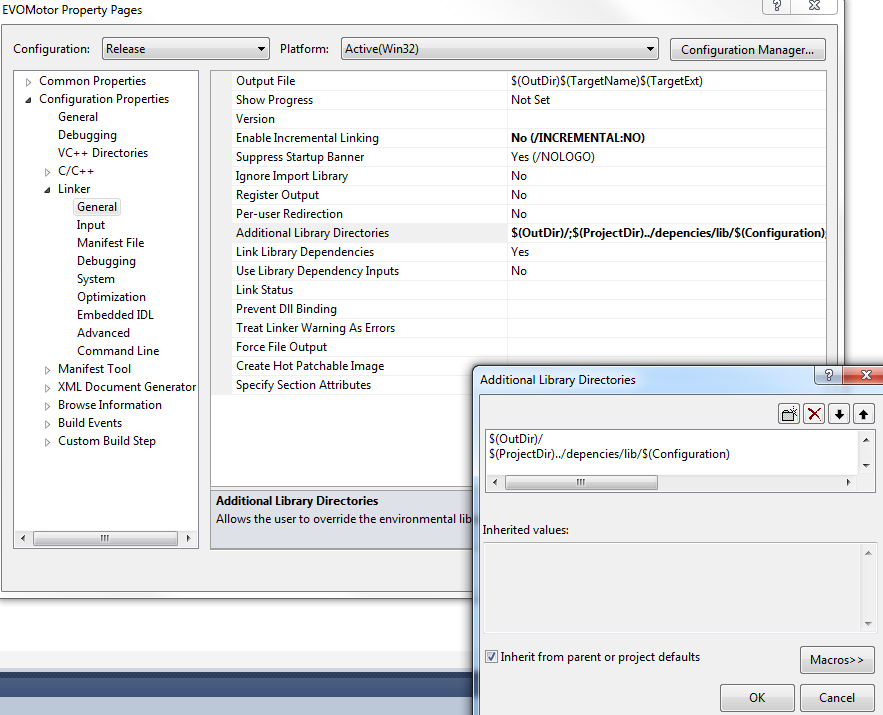 EVOMotor Property Pages
Configuration: Release Platform: Active(Win32) Configuration Manager...
Common Properties
Configuration Properties
General
Debugging
VC++ Directories
C/C++
Linker
General
Input
Manifest File
Debugging
System
Optimization
Embedded IDL
Advanced
Command Line
Manifest Tool
XML Document Generator
Browse Information
Build Events
Custom Build Step
Output File $(OutDir)$(TargetName)$(TargetExt)
Show Progress Not Set
Version
Enable Incremental Linking No (/INCREMENTAL:NO)
Suppress Startup Banner Yes (/NOLOGO)
Ignore Import Library No
Register Output No
Per-user Redirection No
Additional Library Directories $(OutDir)/;$(ProjectDir)../depencies/lib/$(Configuration);
Link Library Dependencies Yes
Use Library Dependency Inputs No
Link Status
Prevent Dll Binding
Treat Linker Warning As Errors
Force File Output
Create Hot Patchable Image
Specify Section Attributes
Additional Library Directories
Allows the user to override the environmental lib
Additional Library Directories
$(OutDir)/
$(ProjectDir)../depencies/lib/$(Configuration)
Inherited values:
Inherit from parent or project defaults
Macros>>
OK Cancel